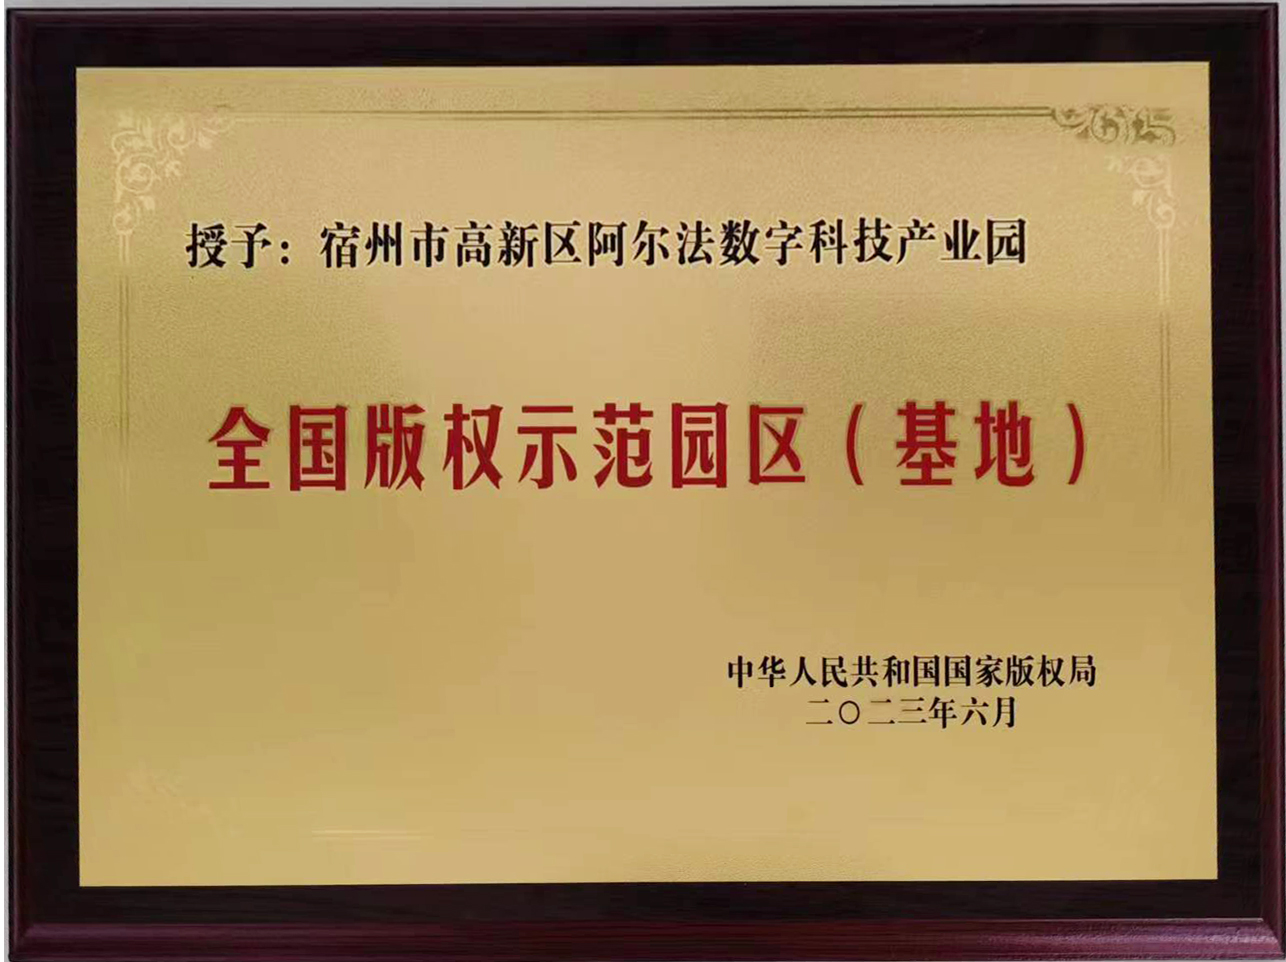 授予：宿州市高新区阿尔法数字科技产业园
全国版权示范园区（基地）
中华人民共和国国家版权局
二〇二三年六月